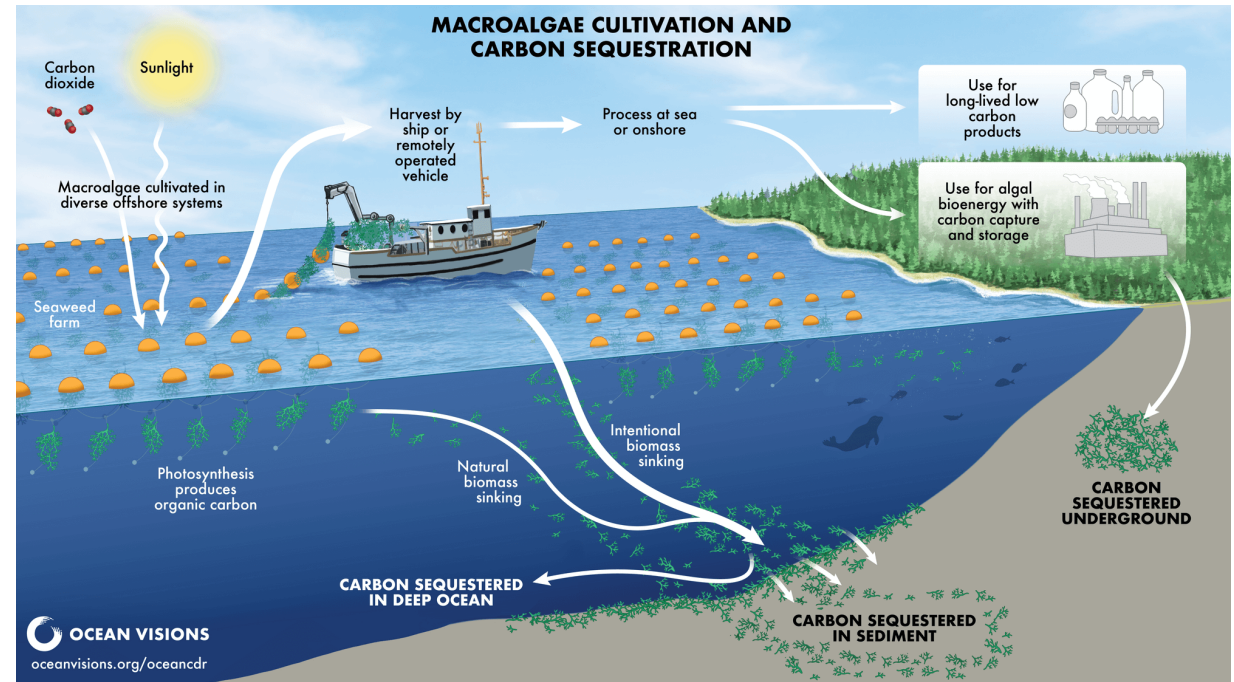 MACROALGAE CULTIVATION AND
CARBON SEQUESTRATION
Carbon
dioxide
Sunlight
Macroalgae cultivated in
diverse offshore systems
Seaweed
farm
Harvest by
ship or
remotely
operated
vehicle
Process at sea
or onshore
Use for
long-lived low
carbon
products
Use for algal
bioenergy with
carbon capture
and storage
Photosynthesis
produces
organic carbon
Natural
biomass
sinking
Intentional
biomass
sinking
CARBON
SEQUESTERED
UNDERGROUND
CARBON SEQUESTERED
IN DEEP OCEAN
CARBON SEQUESTERED
IN SEDIMENT
OCEAN VISIONS
oceanvisions.org/oceancdr